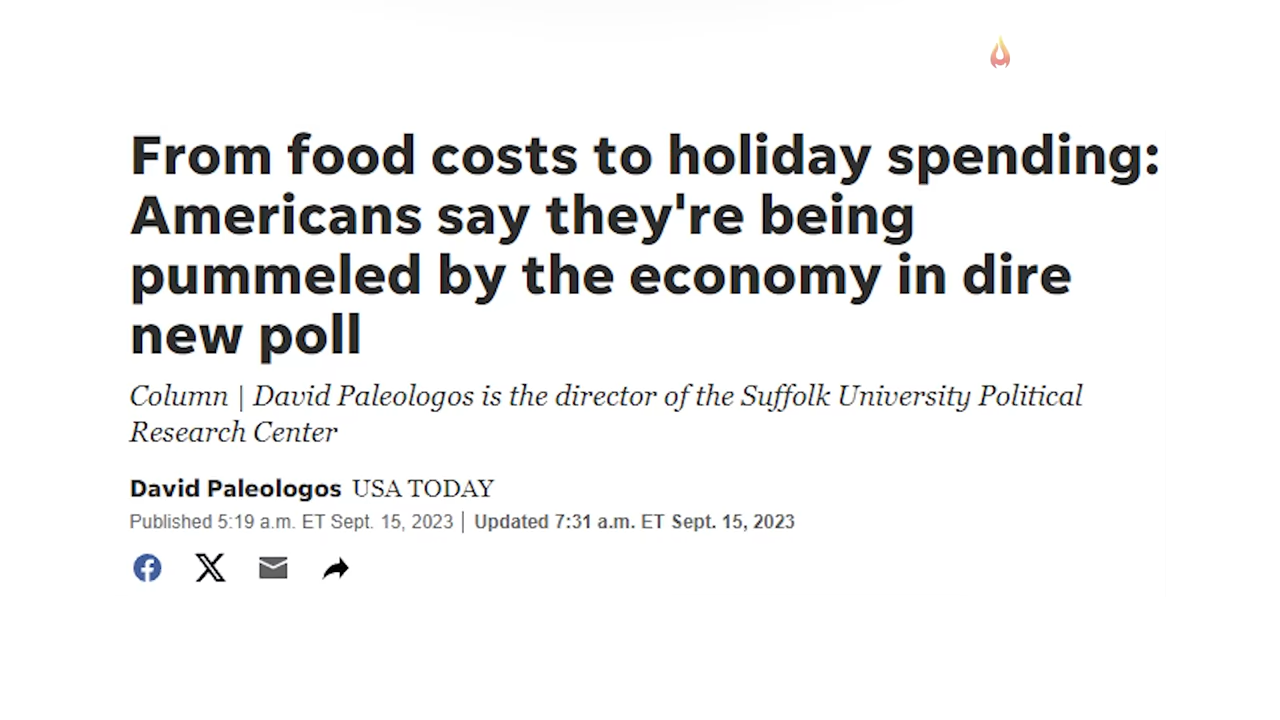 From food costs to holiday spending:
Americans say they're being
pummeled by the economy in dire
new poll
Column | David Paleologos is the director of the Suffolk University Political
Research Center
David Paleologos USA TODAY
Published 5:19 a.m. ET Sept. 15, 2023 | Updated 7:31 a.m. ET Sept. 15, 2023